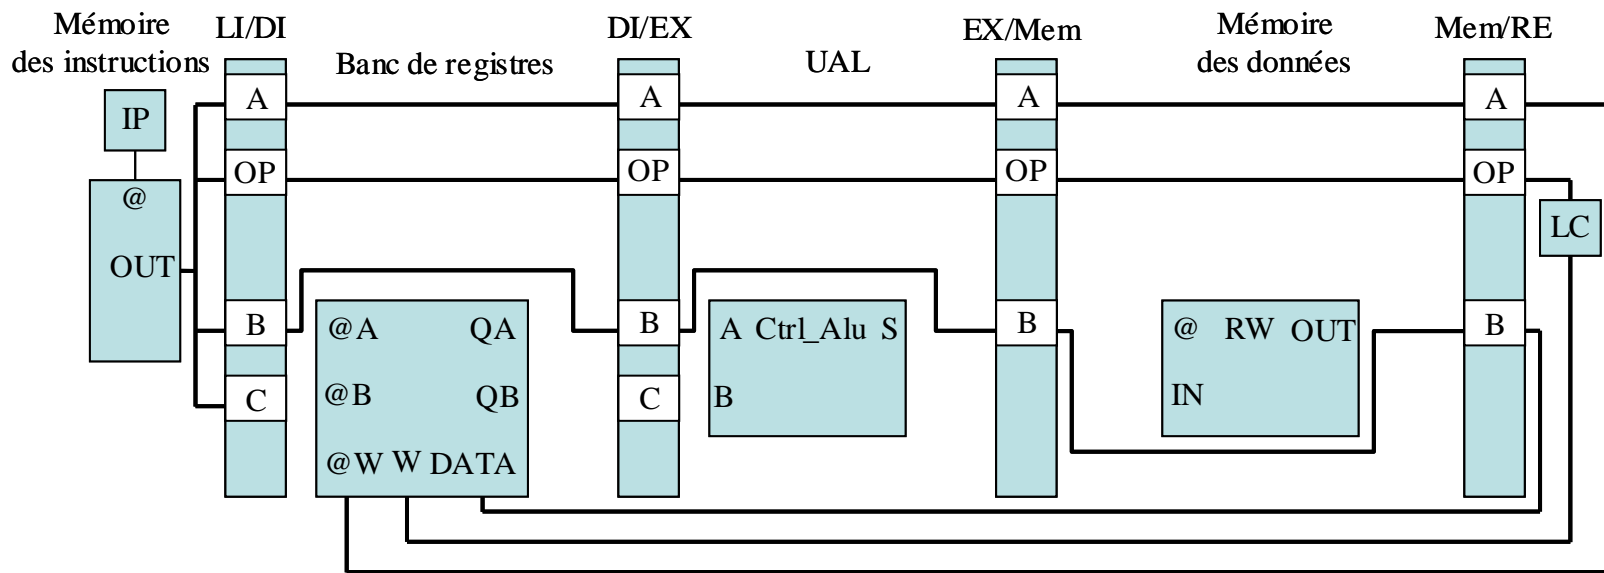 Mémoire
des instructions
LI/DI
Banc de registres
DI/EX
UAL
EX/Mem
Mémoire
des données
Mem/RE
A
A
A
A
IP
OP
OP
OP
OP
@
LC
OUT
B
@A QA
B
A Ctrl_Alu S
B
@ RW OUT
B
C
@B QB
C
B
IN
@W W DATA